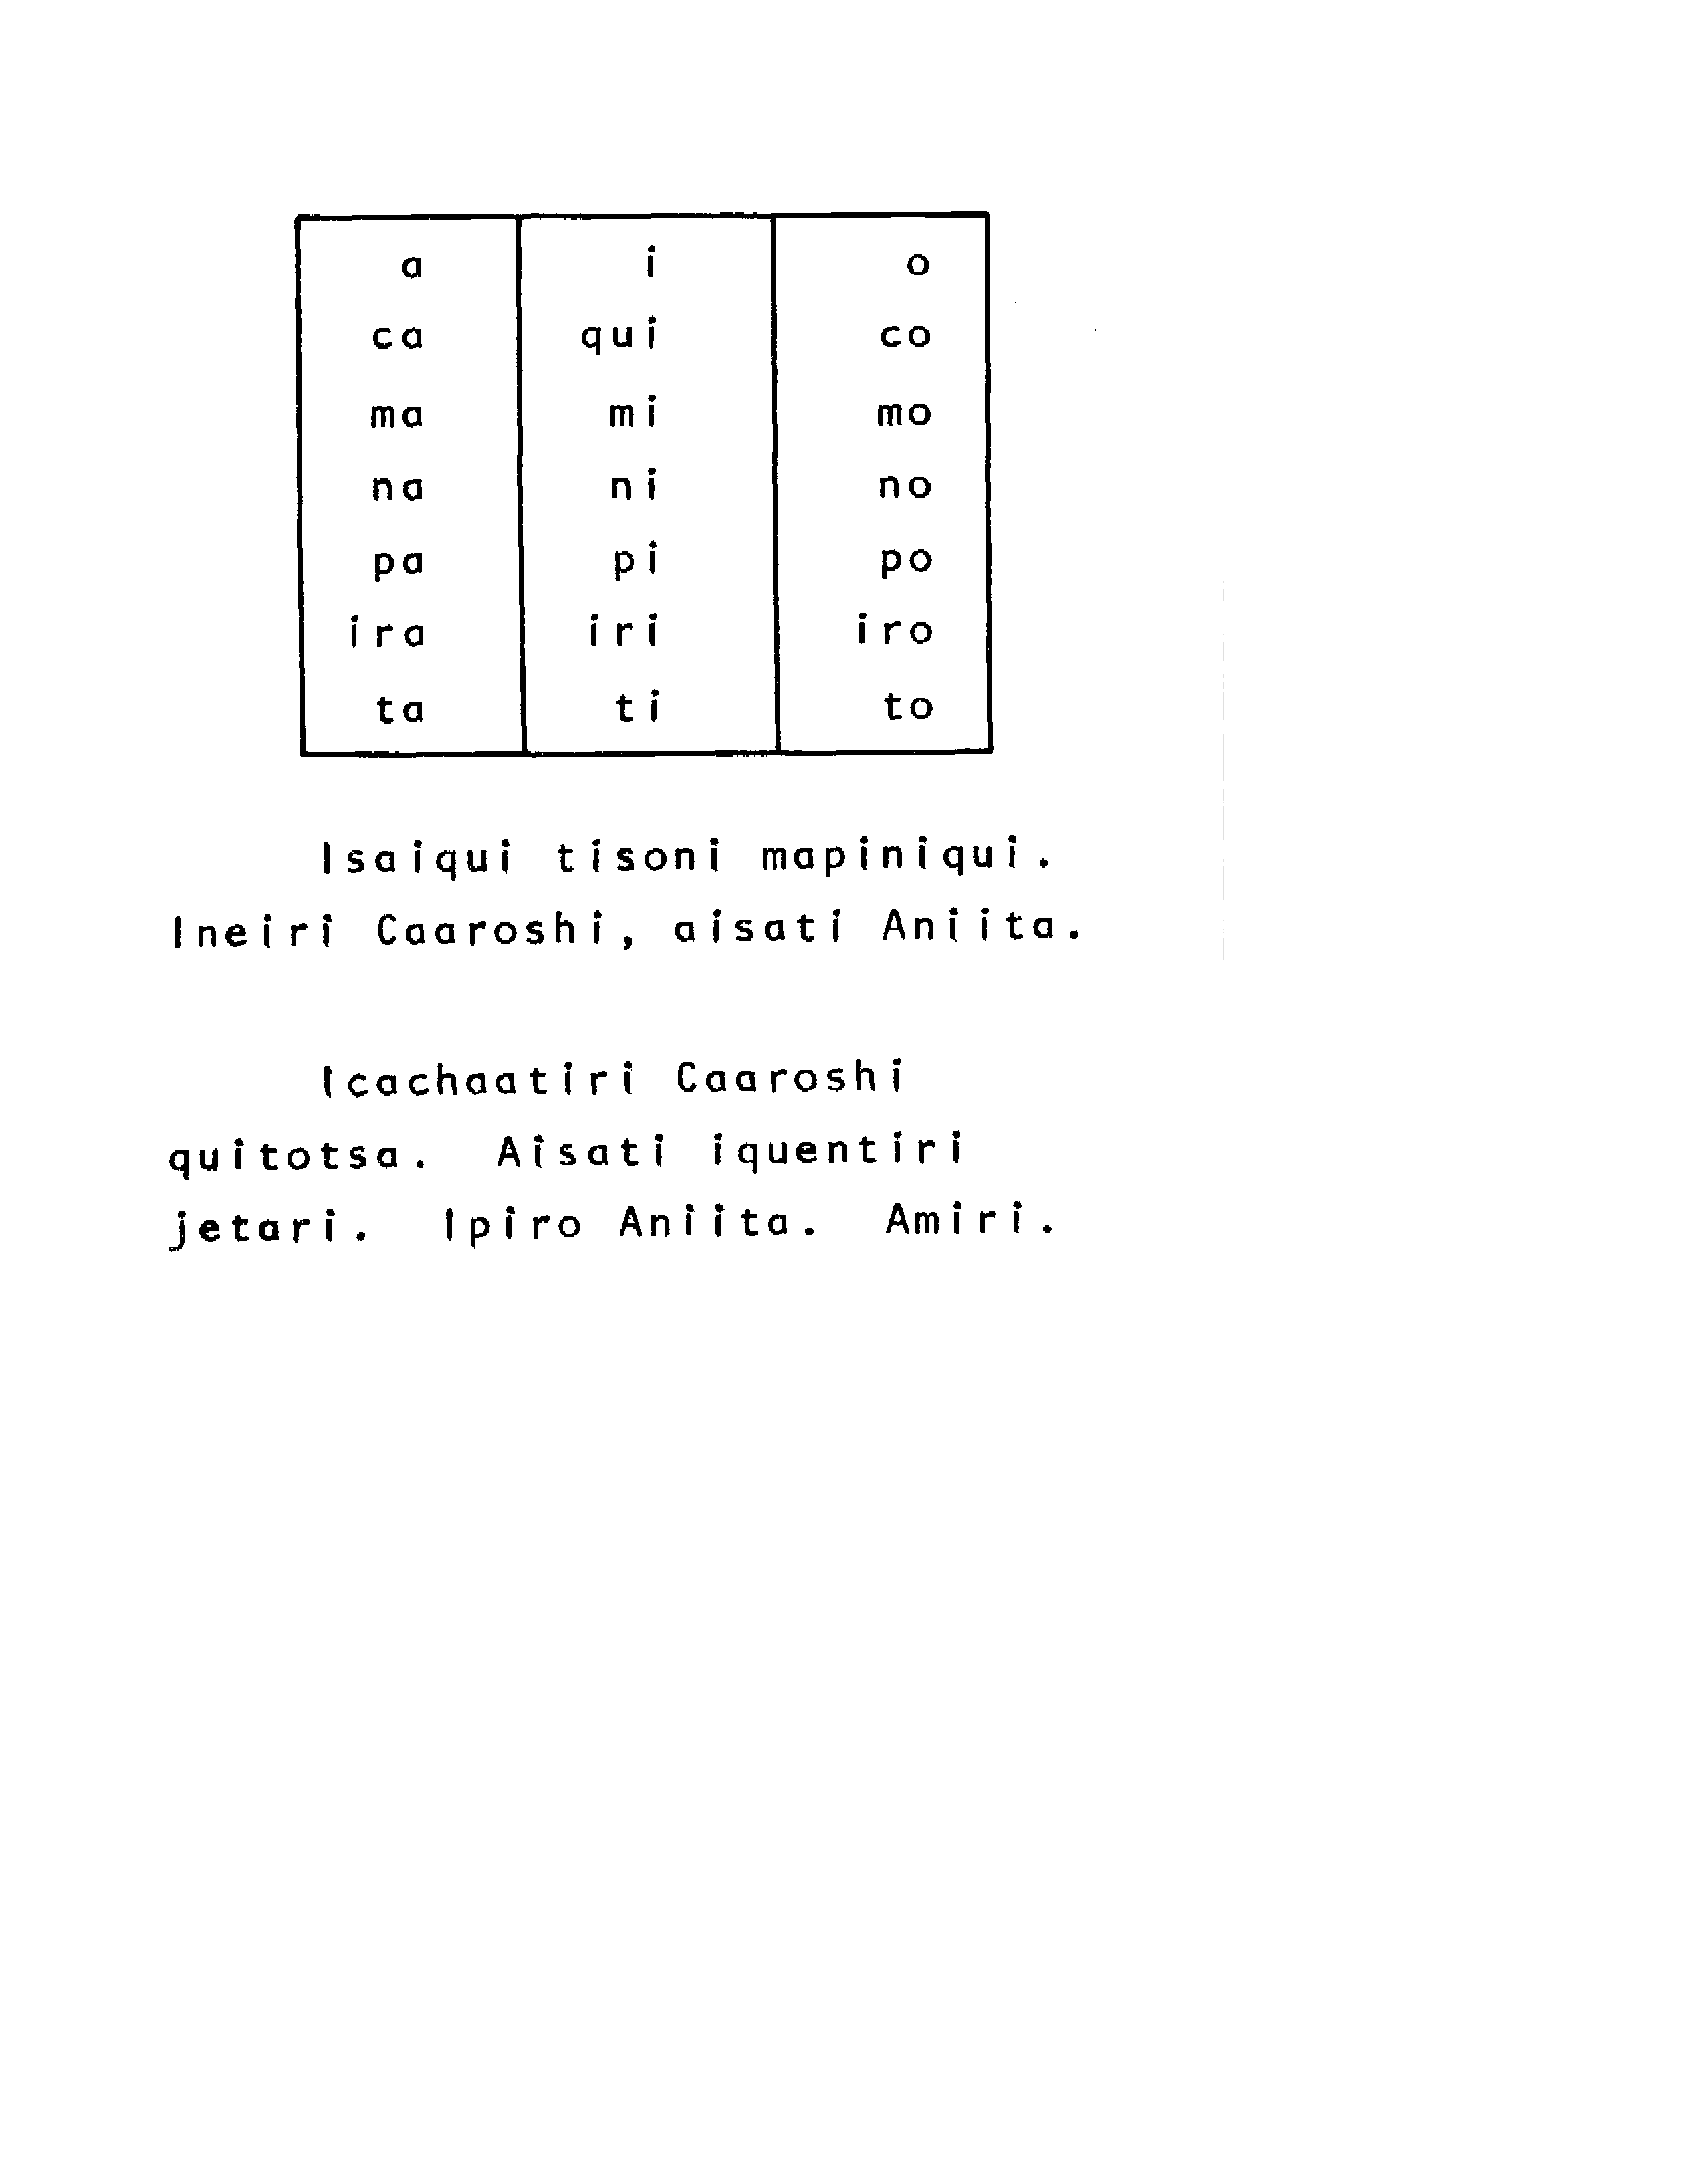 a i o
ca qui co
ma mi mo
na ni no
pa pi po
ira iri iro
ta ti to
Isaiqui tisoni mapiniqui.
Ineiri Caaroshi, aisati Aniita.
Icachaatiri Caaroshi
quitotsa. Aisati iquentiri
jetari. Ipiro Aniita. Amiri.